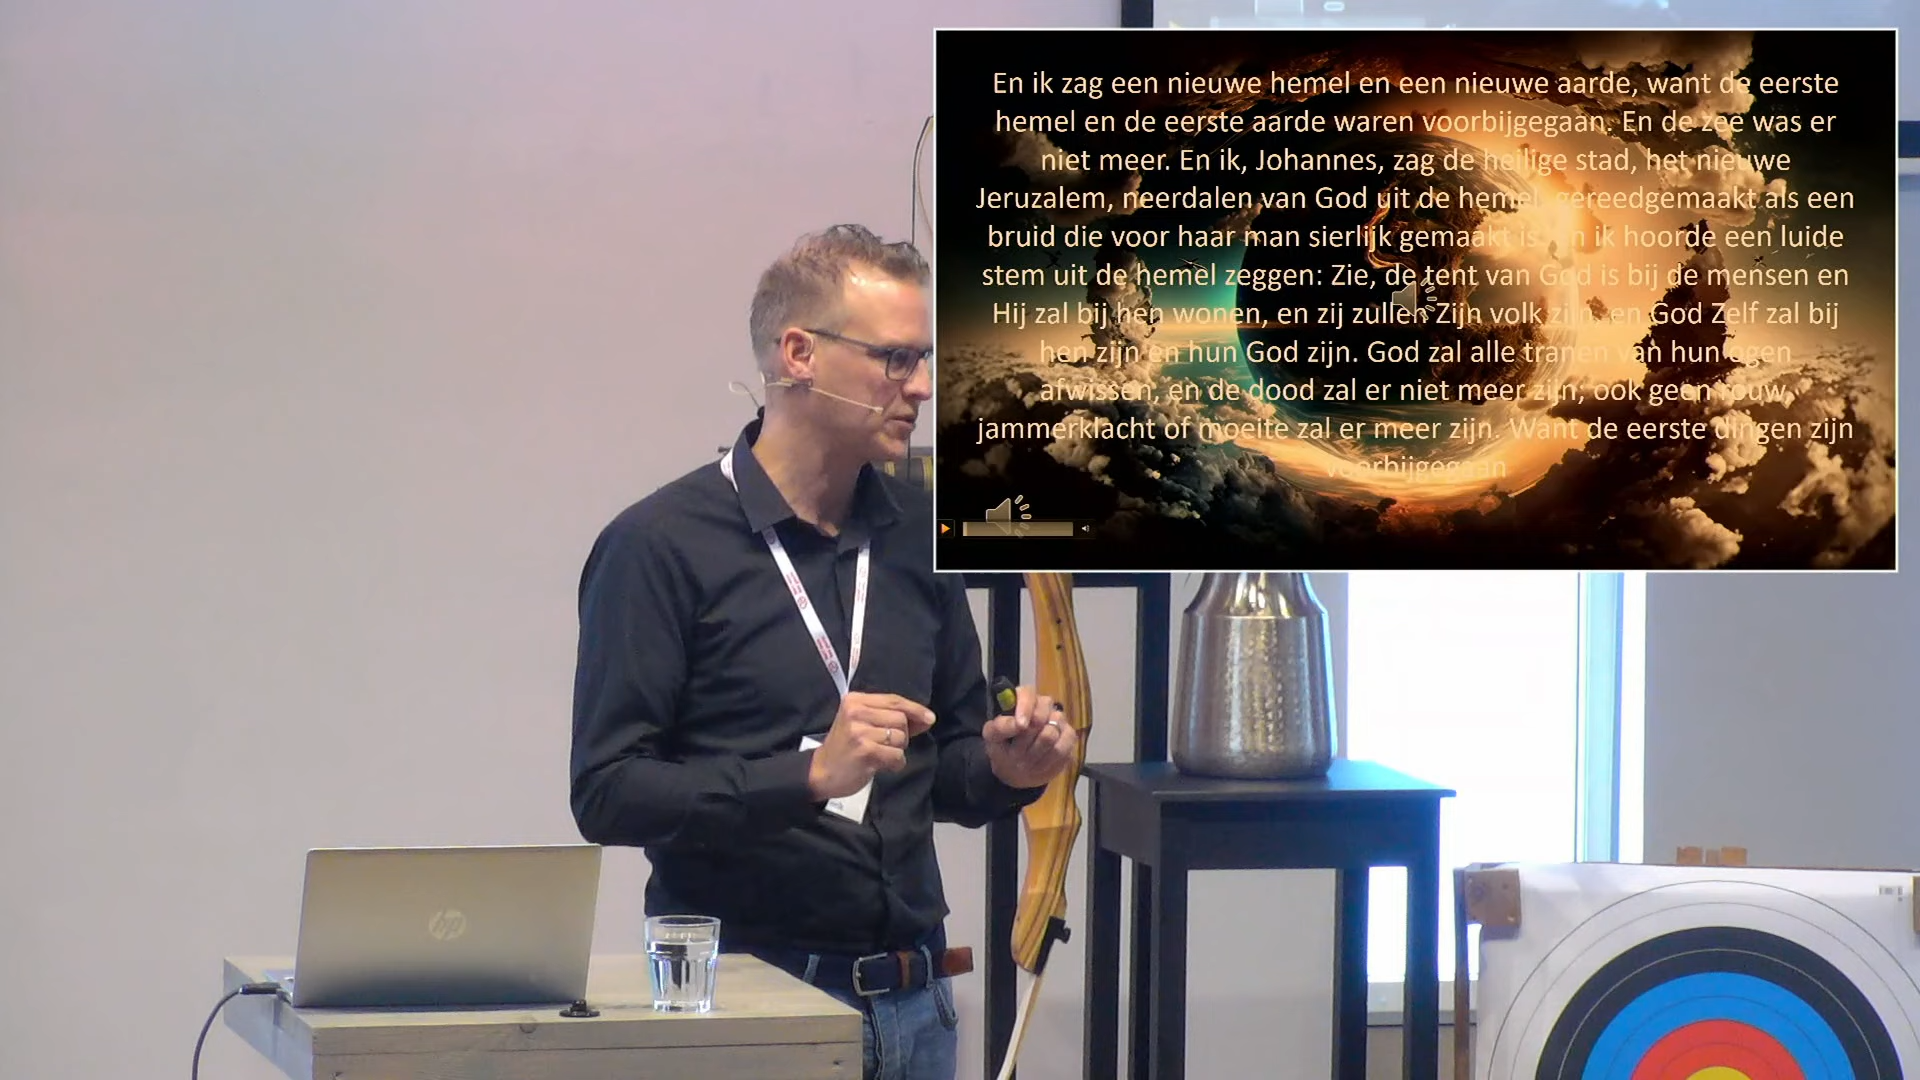 En ik zag een nieuwe hemel en een nieuwe aarde, want de eerste
hemel en de eerste aarde waren voorbijgegaan. En de zee was er
niet meer. En ik, Johannes, zag de heilige stad, het nieuwe
Jeruzalem, neerdalen van God uit de hemel, gereedgemaakt als een
bruid die voor haar man sierlijk gemaakt is. En ik hoorde een luide
stem uit de hemel zeggen: Zie, de tent van God is bij de mensen en
Hij zal bij hen wonen, en zij zullen Zijn volk zijn, en God Zelf zal bij
hen zijn en hun God zijn. God zal alle tranen van hun ogen
afwissen, en de dood zal er niet meer zijn; ook geen rouw,
jammerklacht of moeite zal er meer zijn. Want de eerste dingen zijn
voorbijgegaan
hp